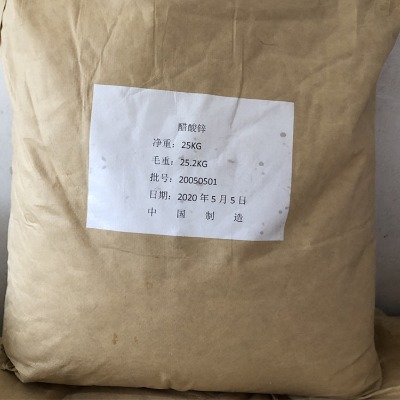 醋酸锌
净重：25KG
毛重：25.2KG
批号：20050501
日期：2020 年 5 月 5 日
中 国 制 造